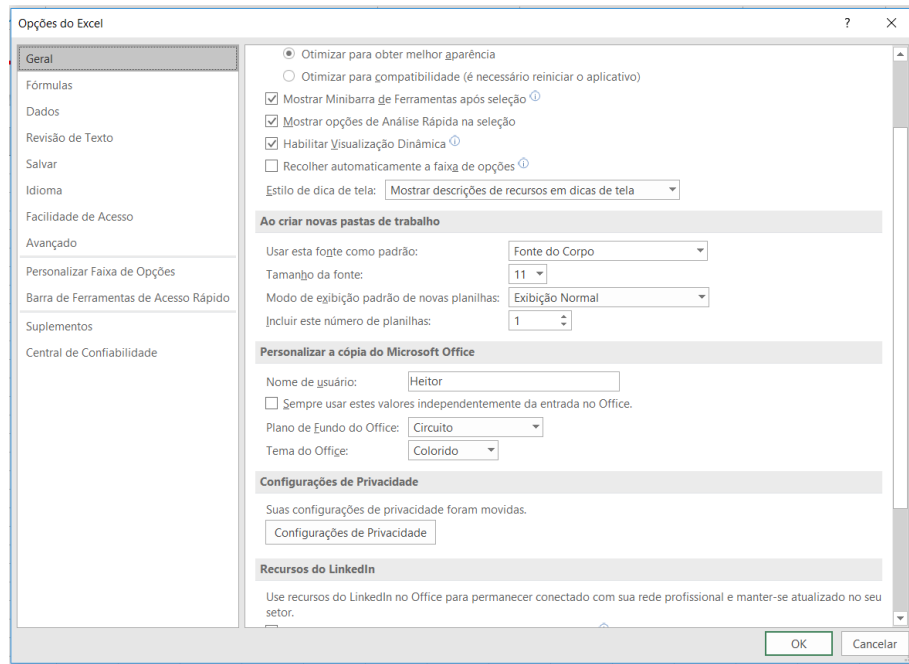 Opções do Excel
?
Geral
Fórmulas
Dados
Revisão de Texto
Salvar
Idioma
Facilidade de Acesso
Avançado
Personalizar Faixa de Opções
Barra de Ferramentas de Acesso Rápido
Suplementos
Central de Confiabilidade
Otimizar para obter melhor aparência
Otimizar para compatibilidade (é necessário reiniciar o aplicativo)
Mostrar Minibarra de Ferramentas após seleção
Mostrar opções de Análise Rápida na seleção
Habilitar Visualização Dinâmica
Recolher automaticamente a faixa de opções
Estilo de dica de tela: Mostrar descrições de recursos em dicas de tela
Ao criar novas pastas de trabalho
Usar esta fonte como padrão: Fonte do Corpo
Tamanho da fonte: 11
Modo de exibição padrão de novas planilhas: Exibição Normal
Incluir este número de planilhas: 1
Personalizar a cópia do Microsoft Office
Nome de usuário: Heitor
Sempre usar estes valores independentemente da entrada no Office.
Plano de Fundo do Office: Circuito
Tema do Office: Colorido
Configurações de Privacidade
Suas configurações de privacidade foram movidas.
Configurações de Privacidade
Recursos do LinkedIn
Use recursos do LinkedIn no Office para permanecer conectado com sua rede profissional e manter-se atualizado no seu
setor.
OK
Cancelar